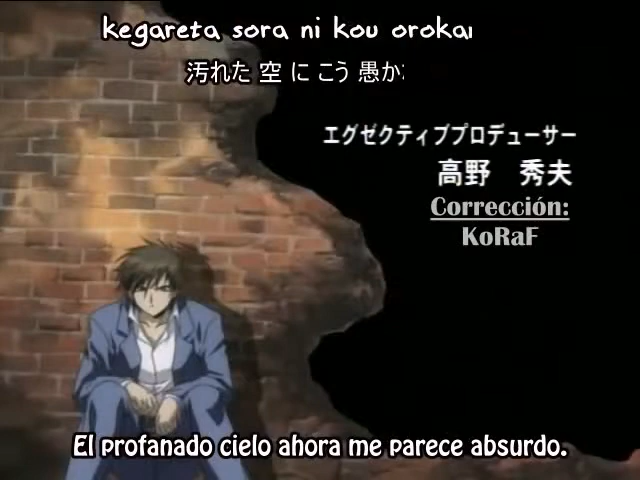 kegareta sora ni kou oroka
汚れた 空 に こう 愚か
エグゼクティブプロデューサー
高野 秀夫
Corrección:
KoRaF
El profanado cielo ahora me parece absurdo.